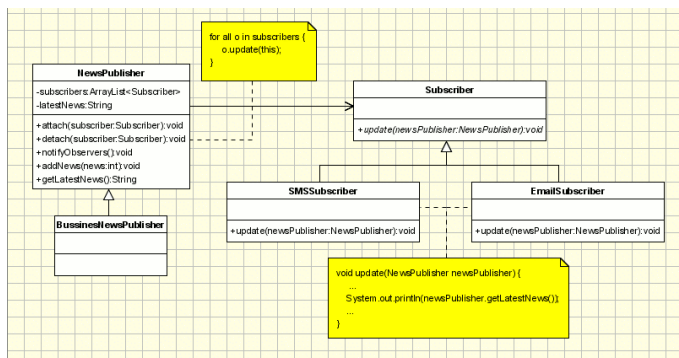 for all o in subscribers {
o.update(this);
}
NewsPublisher
-subscribers:ArrayList<Subscriber>
-latestNews:String
+attach(subscriber:Subscriber):void
+detach(subscriber:Subscriber):void
+notifyObservers():void
+addNews(news:int):void
+getLatestNews():String
Subscriber
+update(newsPublisher:NewsPublisher):void
BussinesNewsPublisher
SMSSubscriber
+update(newsPublisher:NewsPublisher):void
EmailSubscriber
+update(newsPublisher:NewsPublisher):void
void update(NewsPublisher newsPublisher) {
...
System.out.println(newsPublisher.getLatestNews());
...
}